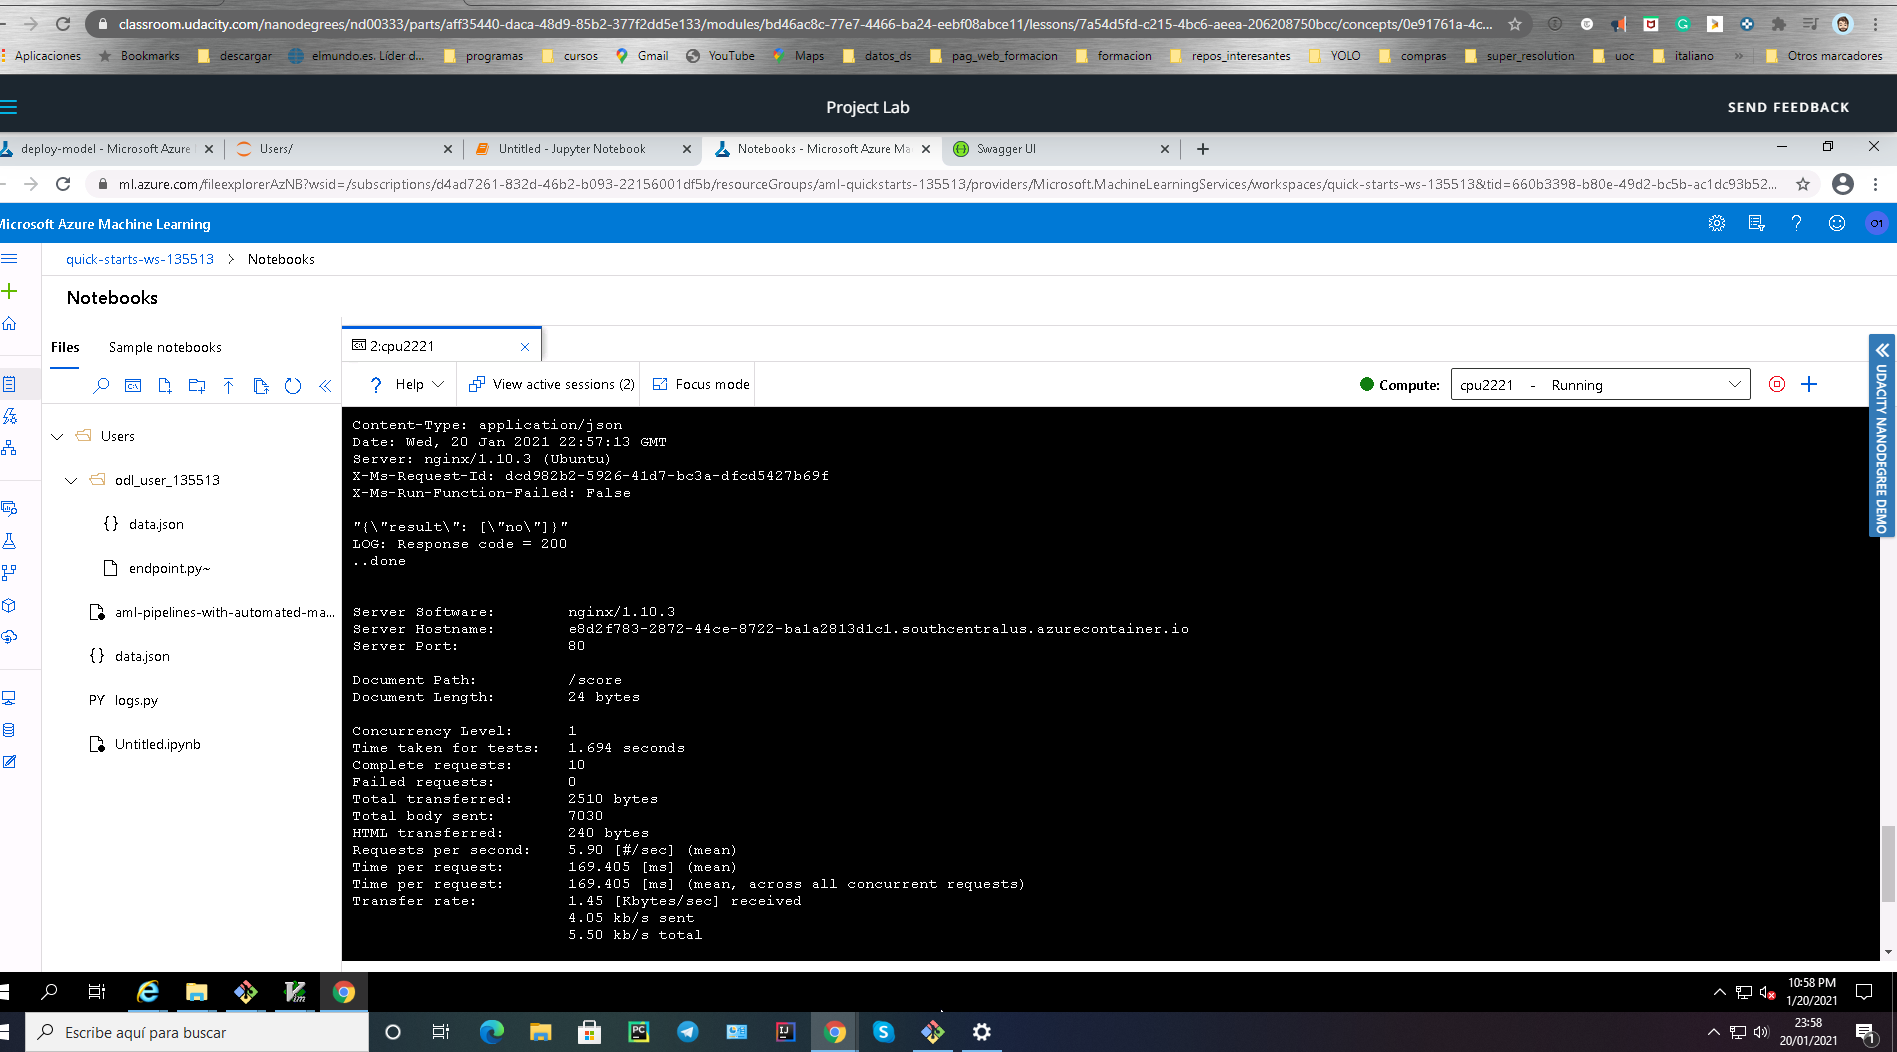 classroom.udacity.com/nanodegrees/nd00333/parts/aff35440-daca-48d9-85b2-377f2dd5e133/modules/bd46ac8c-77e7-4466-ba24-eebf08abce11/lessons/7a54d5fd-c215-4bc6-aeea-206208750bcc/concepts/0e91761a-4c...
Aplicaciones Bookmarks descargar elmundo.es. Líder d... programas cursos Gmail YouTube Maps datos_ds pag_web_formacion formacion repos_interesantes YOLO compras super_resolution uoc italiano » Otros marcadores
Project Lab SEND FEEDBACK
deploy-model - Microsoft Azure Users/ Untitled - Jupyter Notebook Notebooks - Microsoft Azure Ma Swagger UI
ml.azure.com/fileexplorerAzNB?wsid=/subscriptions/d4ad7261-832d-46b2-b093-22156001df5b/resourceGroups/aml-quickstarts-135513/providers/Microsoft.MachineLearningServices/workspaces/quick-starts-ws-135513&tid=660b3398-b80e-49d2-bc5b-ac1dc93b52...
Microsoft Azure Machine Learning O1
quick-starts-ws-135513 > Notebooks
Notebooks
Files Sample notebooks
2:cpu2221
? Help View active sessions (2) Focus mode Compute: cpu2221 - Running
UDACITY NANODEGREE DEMO
Users
odl_user_135513
{} data.json
endpoint.py~
aml-pipelines-with-automated-ma...
{} data.json
PY logs.py
Untitled.ipynb
Content-Type: application/json
Date: Wed, 20 Jan 2021 22:57:13 GMT
Server: nginx/1.10.3 (Ubuntu)
X-Ms-Request-Id: dcd982b2-5926-41d7-bc3a-dfcd5427b69f
X-Ms-Run-Function-Failed: False
"{\"result\": [\"no\"]}"
LOG: Response code = 200
..done
Server Software: nginx/1.10.3
Server Hostname: e8d2f783-2872-44ce-8722-ba1a2813d1c1.southcentralus.azurecontainer.io
Server Port: 80
Document Path: /score
Document Length: 24 bytes
Concurrency Level: 1
Time taken for tests: 1.694 seconds
Complete requests: 10
Failed requests: 0
Total transferred: 2510 bytes
Total body sent: 7030
HTML transferred: 240 bytes
Requests per second: 5.90 [#/sec] (mean)
Time per request: 169.405 [ms] (mean)
Time per request: 169.405 [ms] (mean, across all concurrent requests)
Transfer rate: 1.45 [Kbytes/sec] received
4.05 kb/s sent
5.50 kb/s total
10:58 PM
1/20/2021
Escribe aquí para buscar
23:58
20/01/2021
1